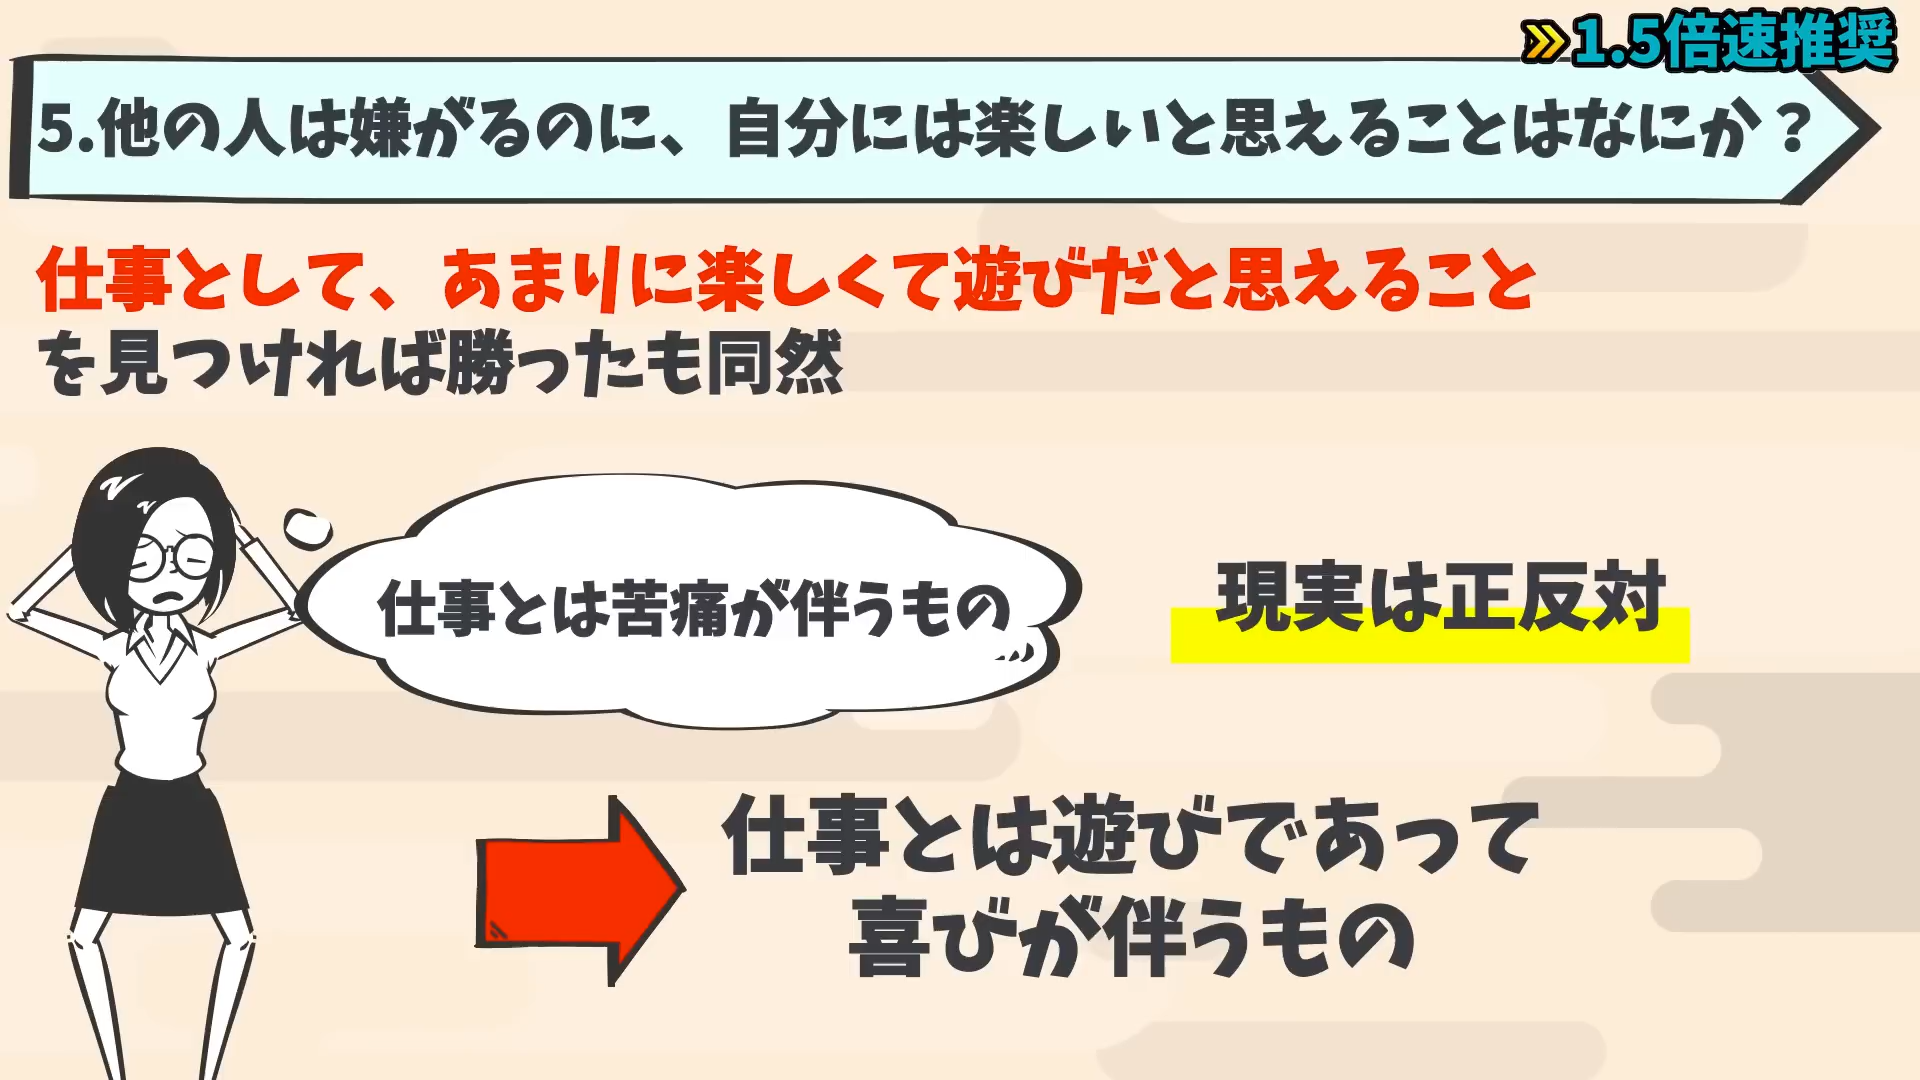 1.5倍速推奨
5.他の人は嫌がるのに、自分には楽しいと思えることはなにか？
仕事として、あまりに楽しくて遊びだと思えること
を見つければ勝ったも同然
仕事とは苦痛が伴うもの
現実は正反対
仕事とは遊びであって
喜びが伴うもの